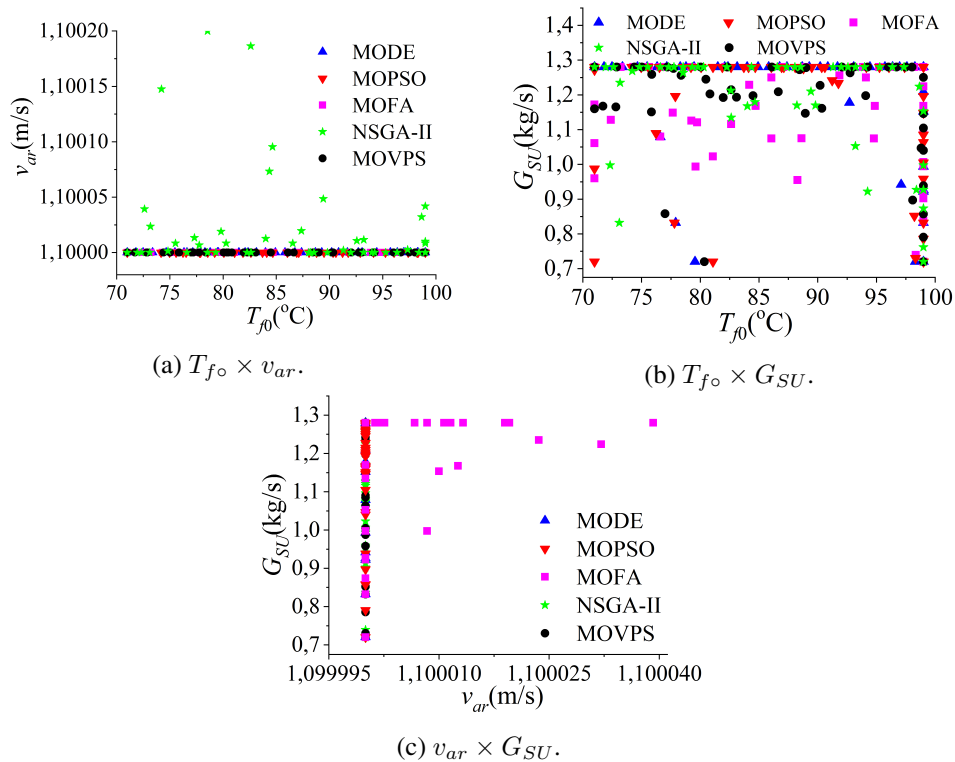 1,10020
1,10015
1,10010
1,10005
1,10000
v_ar(m/s)
MODE
MOPSO
MOFA
NSGA-II
MOVPS
70 75 80 85 90 95 100
T_f0(°C)
(a) T_f∘ × v_ar.
MODE MOPSO MOFA
NSGA-II MOVPS
1,3
1,2
1,1
1,0
0,9
0,8
0,7
G_SU(kg/s)
70 75 80 85 90 95 100
T_f0(°C)
(b) T_f∘ × G_SU.
1,3
1,2
1,1
1,0
0,9
0,8
0,7
G_SU(kg/s)
MODE
MOPSO
MOFA
NSGA-II
MOVPS
1,099995 1,100010 1,100025 1,100040
v_ar(m/s)
(c) v_ar × G_SU.